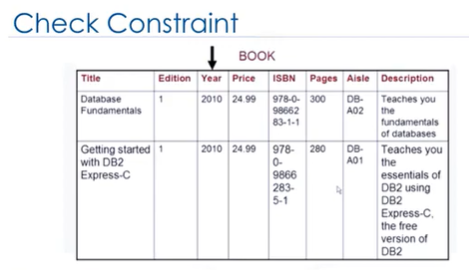 Check Constraint
BOOK
Title Edition Year Price ISBN Pages Aisle Description
Database 1 2010 24.99 978-0- 300 DB- Teaches you
Fundamentals 98662 A02 the
83-1-1 fundamentals
of databases
Getting started 1 2010 24.99 978- 280 DB- Teaches you
with DB2 0- A01 the
Express-C 9866 essentials of
283- DB2 using
5-1 DB2
Express-C,
the free
version of
DB2